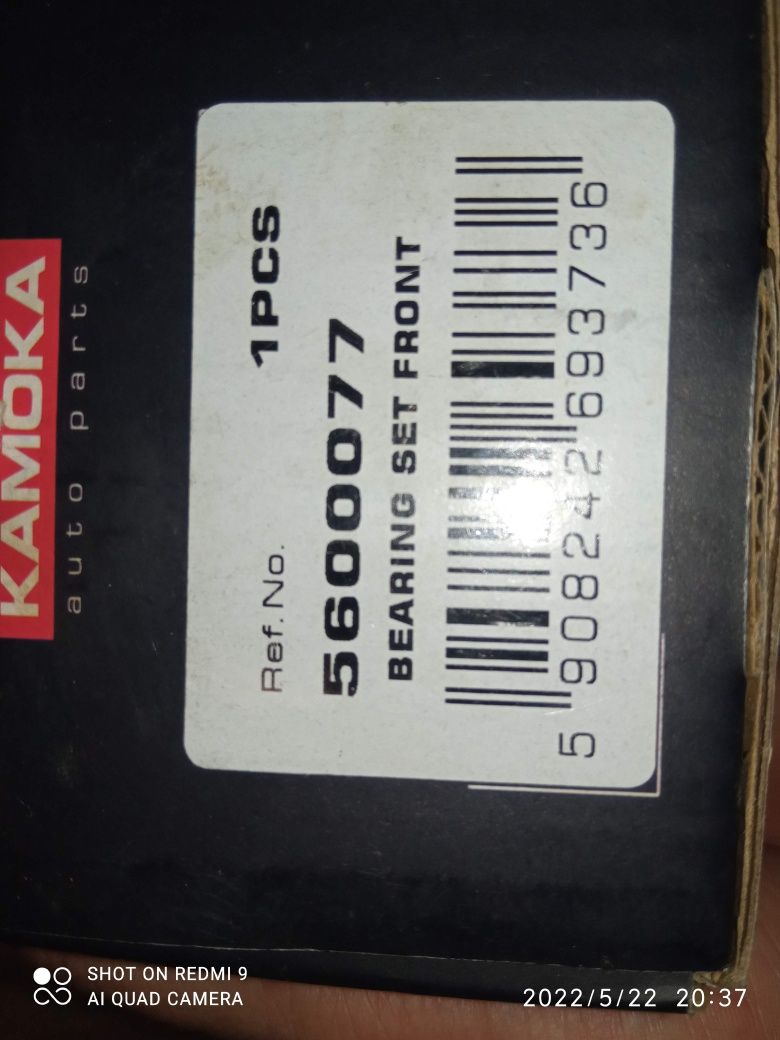 KAMOKA
auto parts
Ref.No. 1PCS
5600077
BEARING SET FRONT
5 908242 693736
SHOT ON REDMI 9
AI QUAD CAMERA
2022/5/22 20:37